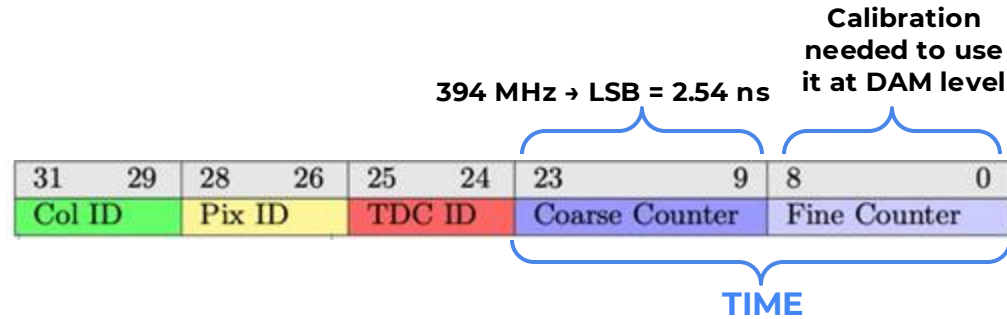 Calibration
needed to use
it at DAM level
394 MHz → LSB = 2.54 ns
31 29 28 26 25 24 23 9 8 0
Col ID Pix ID TDC ID Coarse Counter Fine Counter
TIME